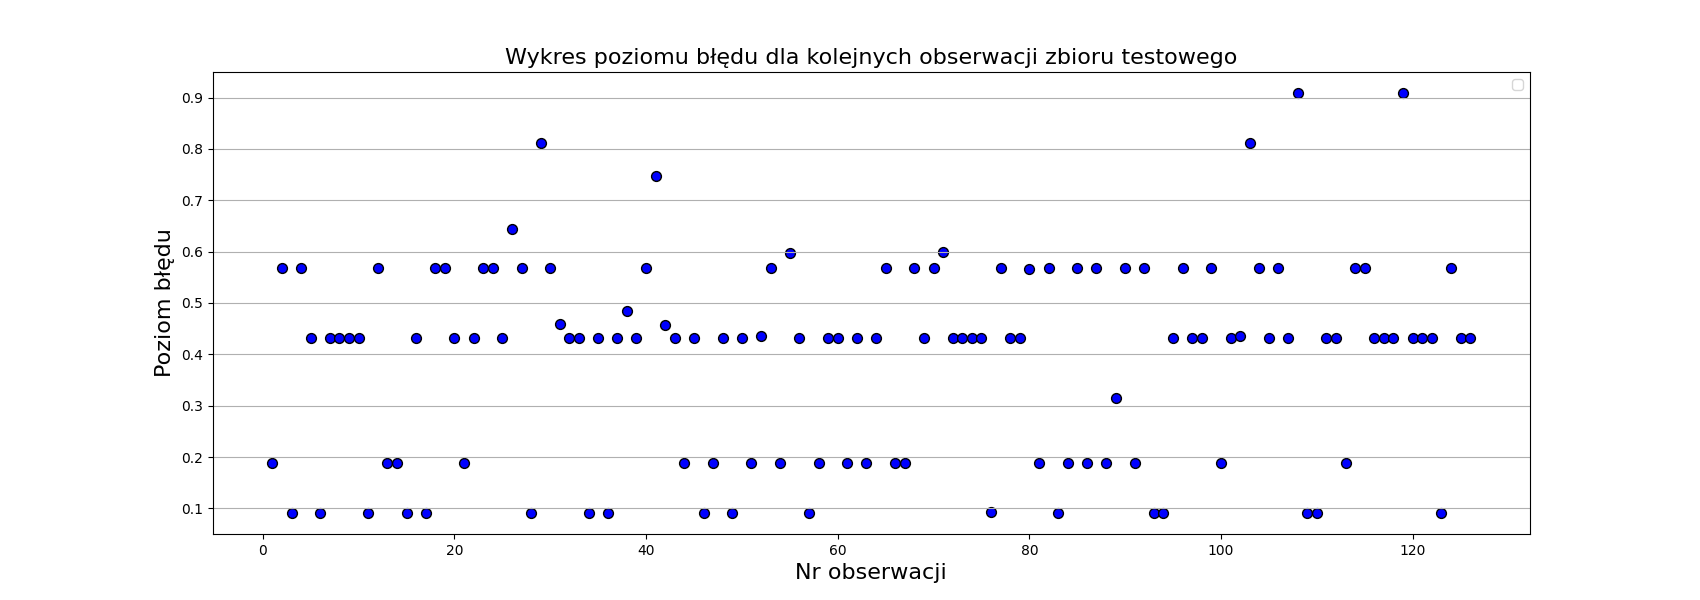 Wykres poziomu błędu dla kolejnych obserwacji zbioru testowego
Poziom błędu
0.9
0.8
0.7
0.6
0.5
0.4
0.3
0.2
0.1
0 20 40 60 80 100 120
Nr obserwacji